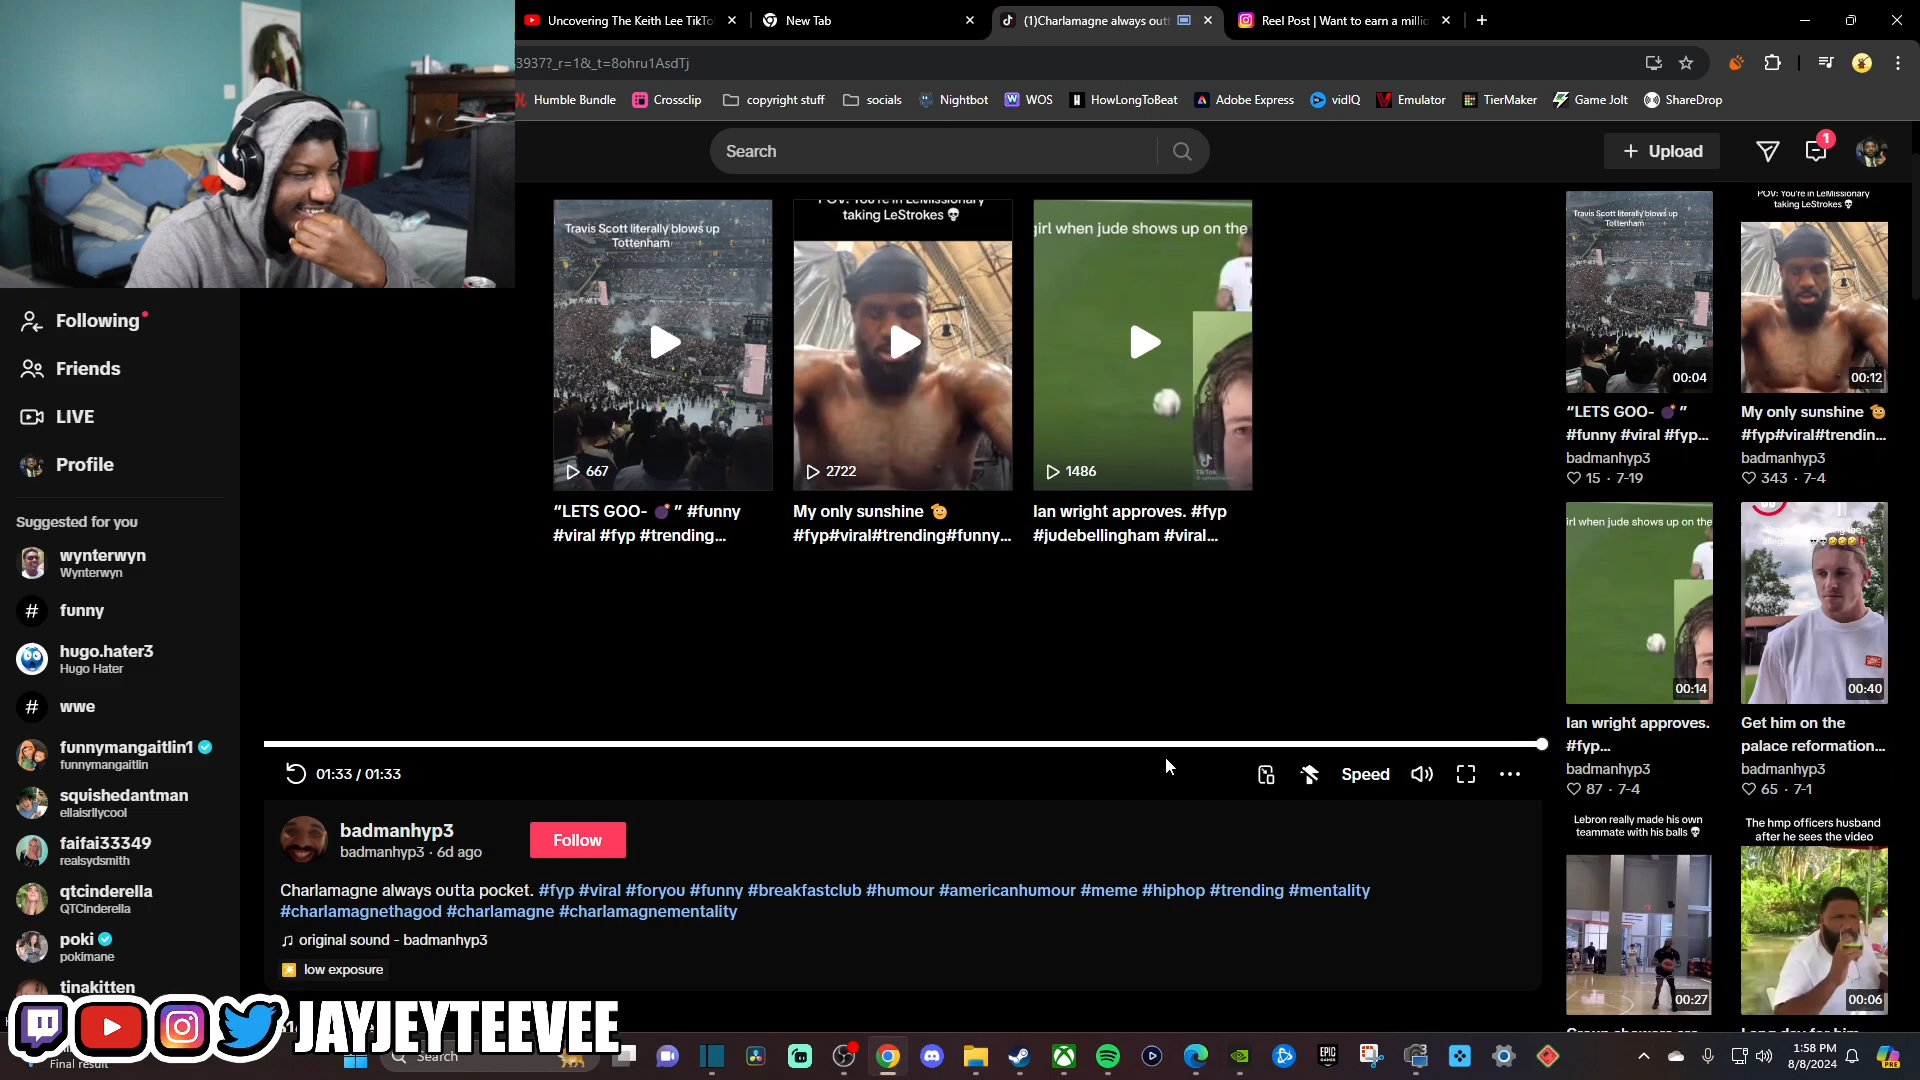 Uncovering The Keith Lee TikTo
New Tab
(1)Charlamagne always out
Reel Post | Want to earn a millio
3937?_r=1&_t=8ohru1AsdTj
Humble Bundle
Crossclip
copyright stuff
socials
Nightbot
WOS
HowLongToBeat
Adobe Express
vidIQ
Emulator
TierMaker
Game Jolt
ShareDrop
Search
Upload
1
Following
Friends
LIVE
Profile
Suggested for you
wynterwyn
Wynterwyn
# funny
hugo.hater3
Hugo Hater
# wwe
funnymangaitlin1
funnymangaitlin
squishedantman
ellaisrllycool
faifai33349
realsydsmith
qtcinderella
QTCinderella
poki
pokimane
tinakitten
Travis Scott literally blows up
Tottenham
667
"LETS GOO- 💣 " #funny
#viral #fyp #trending...
POV: You're in LeMissionary
taking LeStrokes 💀
2722
My only sunshine 🫡
#fyp#viral#trending#funny...
girl when jude shows up on the
TikTok
1486
Ian wright approves. #fyp
#judebellingham #viral...
01:33 / 01:33
Speed
badmanhyp3
badmanhyp3 · 6d ago
Follow
Charlamagne always outta pocket. #fyp #viral #foryou #funny #breakfastclub #humour #americanhumour #meme #hiphop #trending #mentality
#charlamagnethagod #charlamagne #charlamagnementality
♫ original sound - badmanhyp3
low exposure
Travis Scott literally blows up
Tottenham
00:04
"LETS GOO- 💣 "
#funny #viral #fyp...
badmanhyp3
15 · 7-19
POV: You're in LeMissionary
taking LeStrokes 💀
00:12
My only sunshine 🫡
#fyp#viral#trendin...
badmanhyp3
343 · 7-4
irl when jude shows up on the
00:14
Ian wright approves.
#fyp...
badmanhyp3
87 · 7-4
00:40
Get him on the
palace reformation...
badmanhyp3
65 · 7-1
Lebron really made his own
teammate with his balls 💀
00:27
The hmp officers husband
after he sees the video
00:06
JAYJEYTEEVEE
Final result
Search
EPIC
GAMES
1:58 PM
8/8/2024
PRE